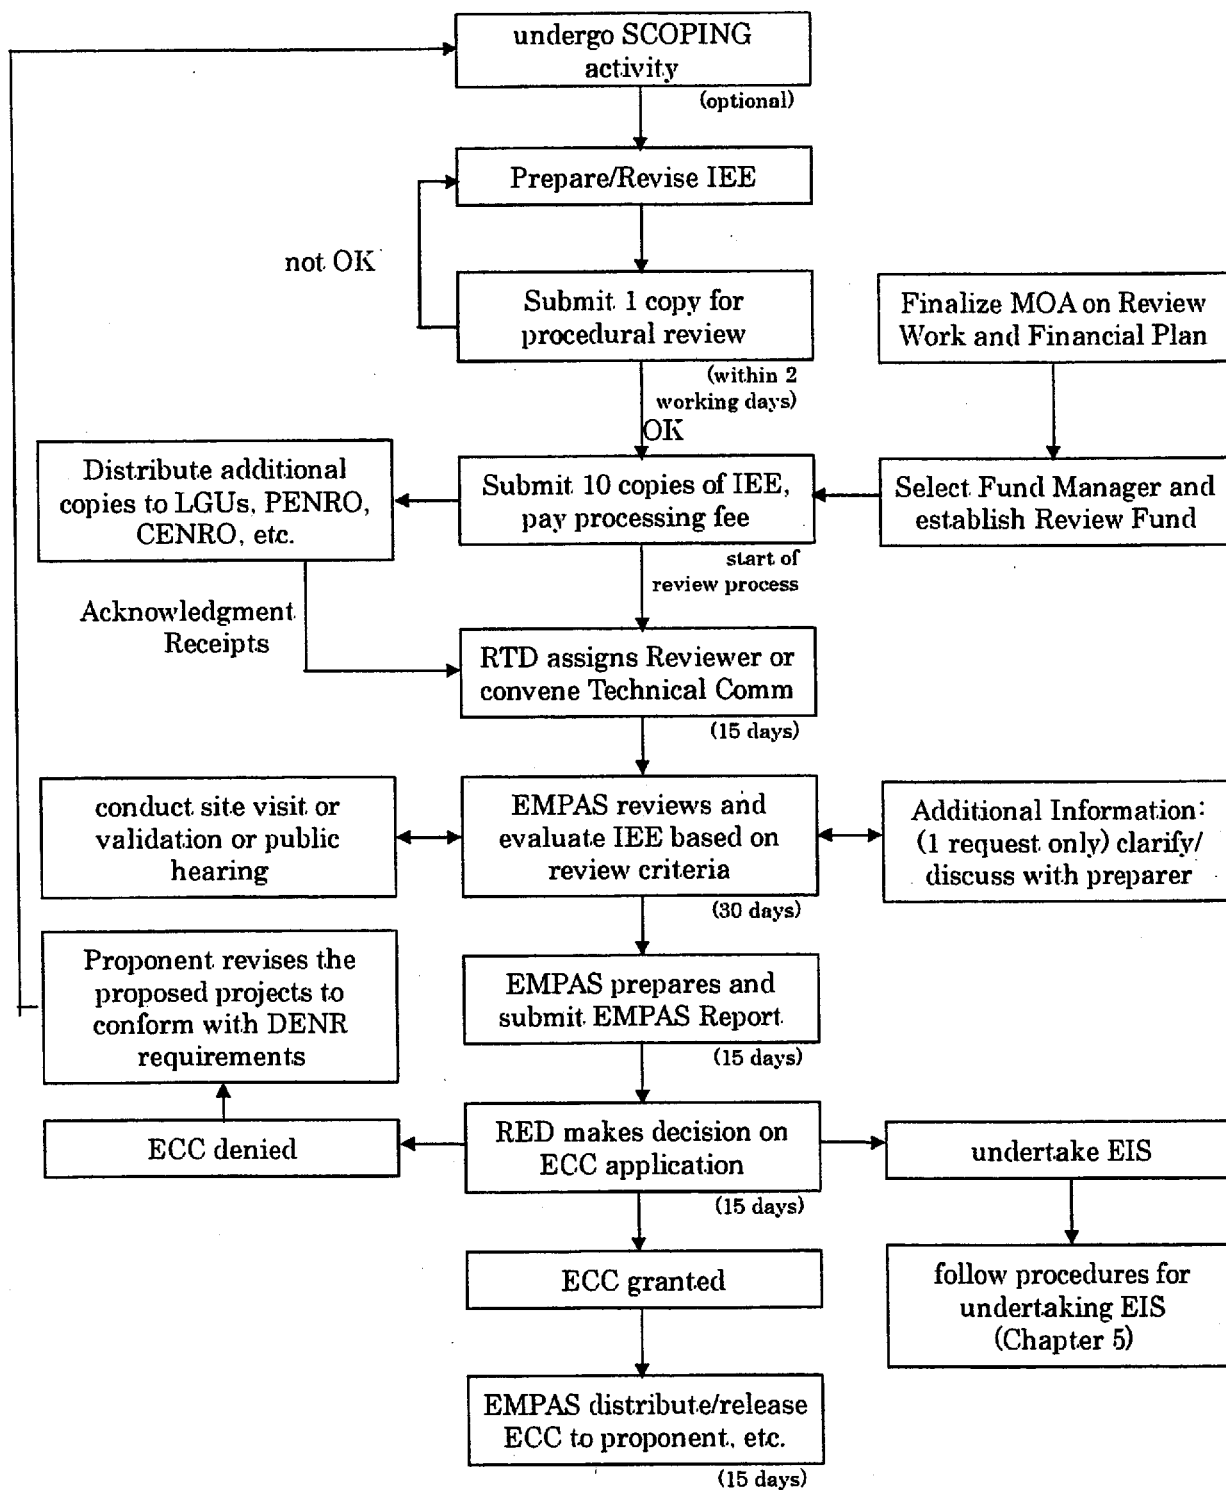 undergo SCOPING
activity
(optional)
Prepare/Revise IEE
not OK
Submit 1 copy for
procedural review
(within 2
working days)
OK
Finalize MOA on Review
Work and Financial Plan
Distribute additional
copies to LGUs, PENRO,
CENRO, etc.
Submit 10 copies of IEE,
pay processing fee
start of
review process
Select Fund Manager and
establish Review Fund
Acknowledgment
Receipts
RTD assigns Reviewer or
convene Technical Comm
(15 days)
conduct site visit or
validation or public
hearing
EMPAS reviews and
evaluate IEE based on
review criteria
(30 days)
Additional Information:
(1 request only) clarify/
discuss with preparer
Proponent revises the
proposed projects to
conform with DENR
requirements
EMPAS prepares and
submit EMPAS Report
(15 days)
ECC denied
RED makes decision on
ECC application
(15 days)
undertake EIS
ECC granted
follow procedures for
undertaking EIS
(Chapter 5)
EMPAS distribute/release
ECC to proponent, etc.
(15 days)